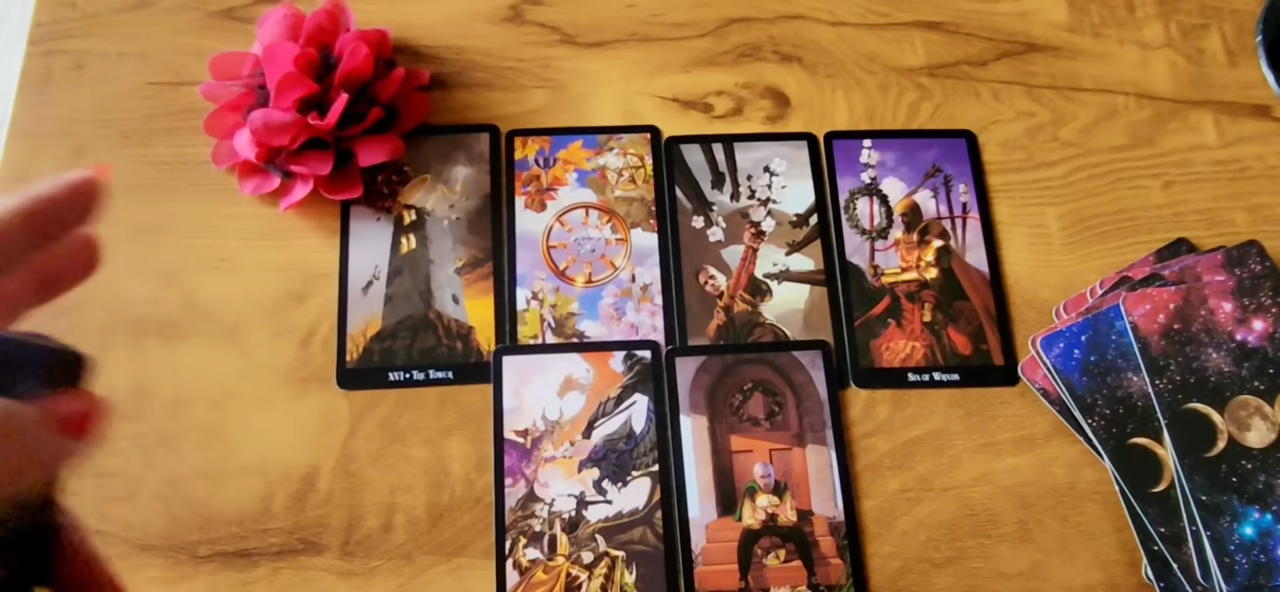 XVI • The Tower
Six of Wands